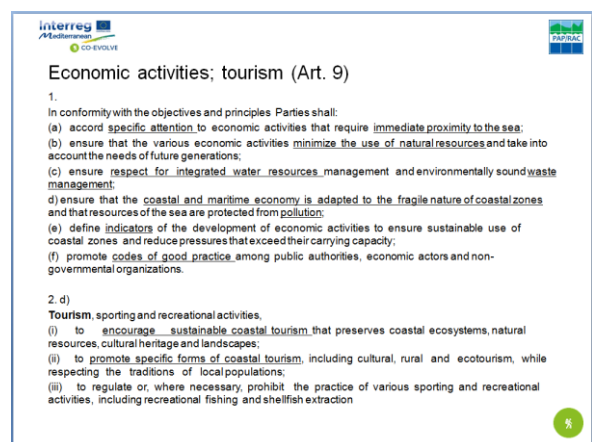 Interreg
Mediterranean
CO-EVOLVE
PAP/RAC
Economic activities; tourism (Art. 9)
1.
In conformity with the objectives and principles Parties shall:
(a) accord specific attention to economic activities that require immediate proximity to the sea;
(b) ensure that the various economic activities minimize the use of natural resources and take into
account the needs of future generations;
(c) ensure respect for integrated water resources management and environmentally sound waste
management;
d) ensure that the coastal and maritime economy is adapted to the fragile nature of coastal zones
and that resources of the sea are protected from pollution;
(e) define indicators of the development of economic activities to ensure sustainable use of
coastal zones and reduce pressures that exceed their carrying capacity;
(f) promote codes of good practice among public authorities, economic actors and non-
governmental organizations.
2. d)
Tourism, sporting and recreational activities,
(i) to encourage sustainable coastal tourism that preserves coastal ecosystems, natural
resources, cultural heritage and landscapes;
(ii) to promote specific forms of coastal tourism, including cultural, rural and ecotourism, while
respecting the traditions of local populations;
(iii) to regulate or, where necessary, prohibit the practice of various sporting and recreational
activities, including recreational fishing and shellfish extraction